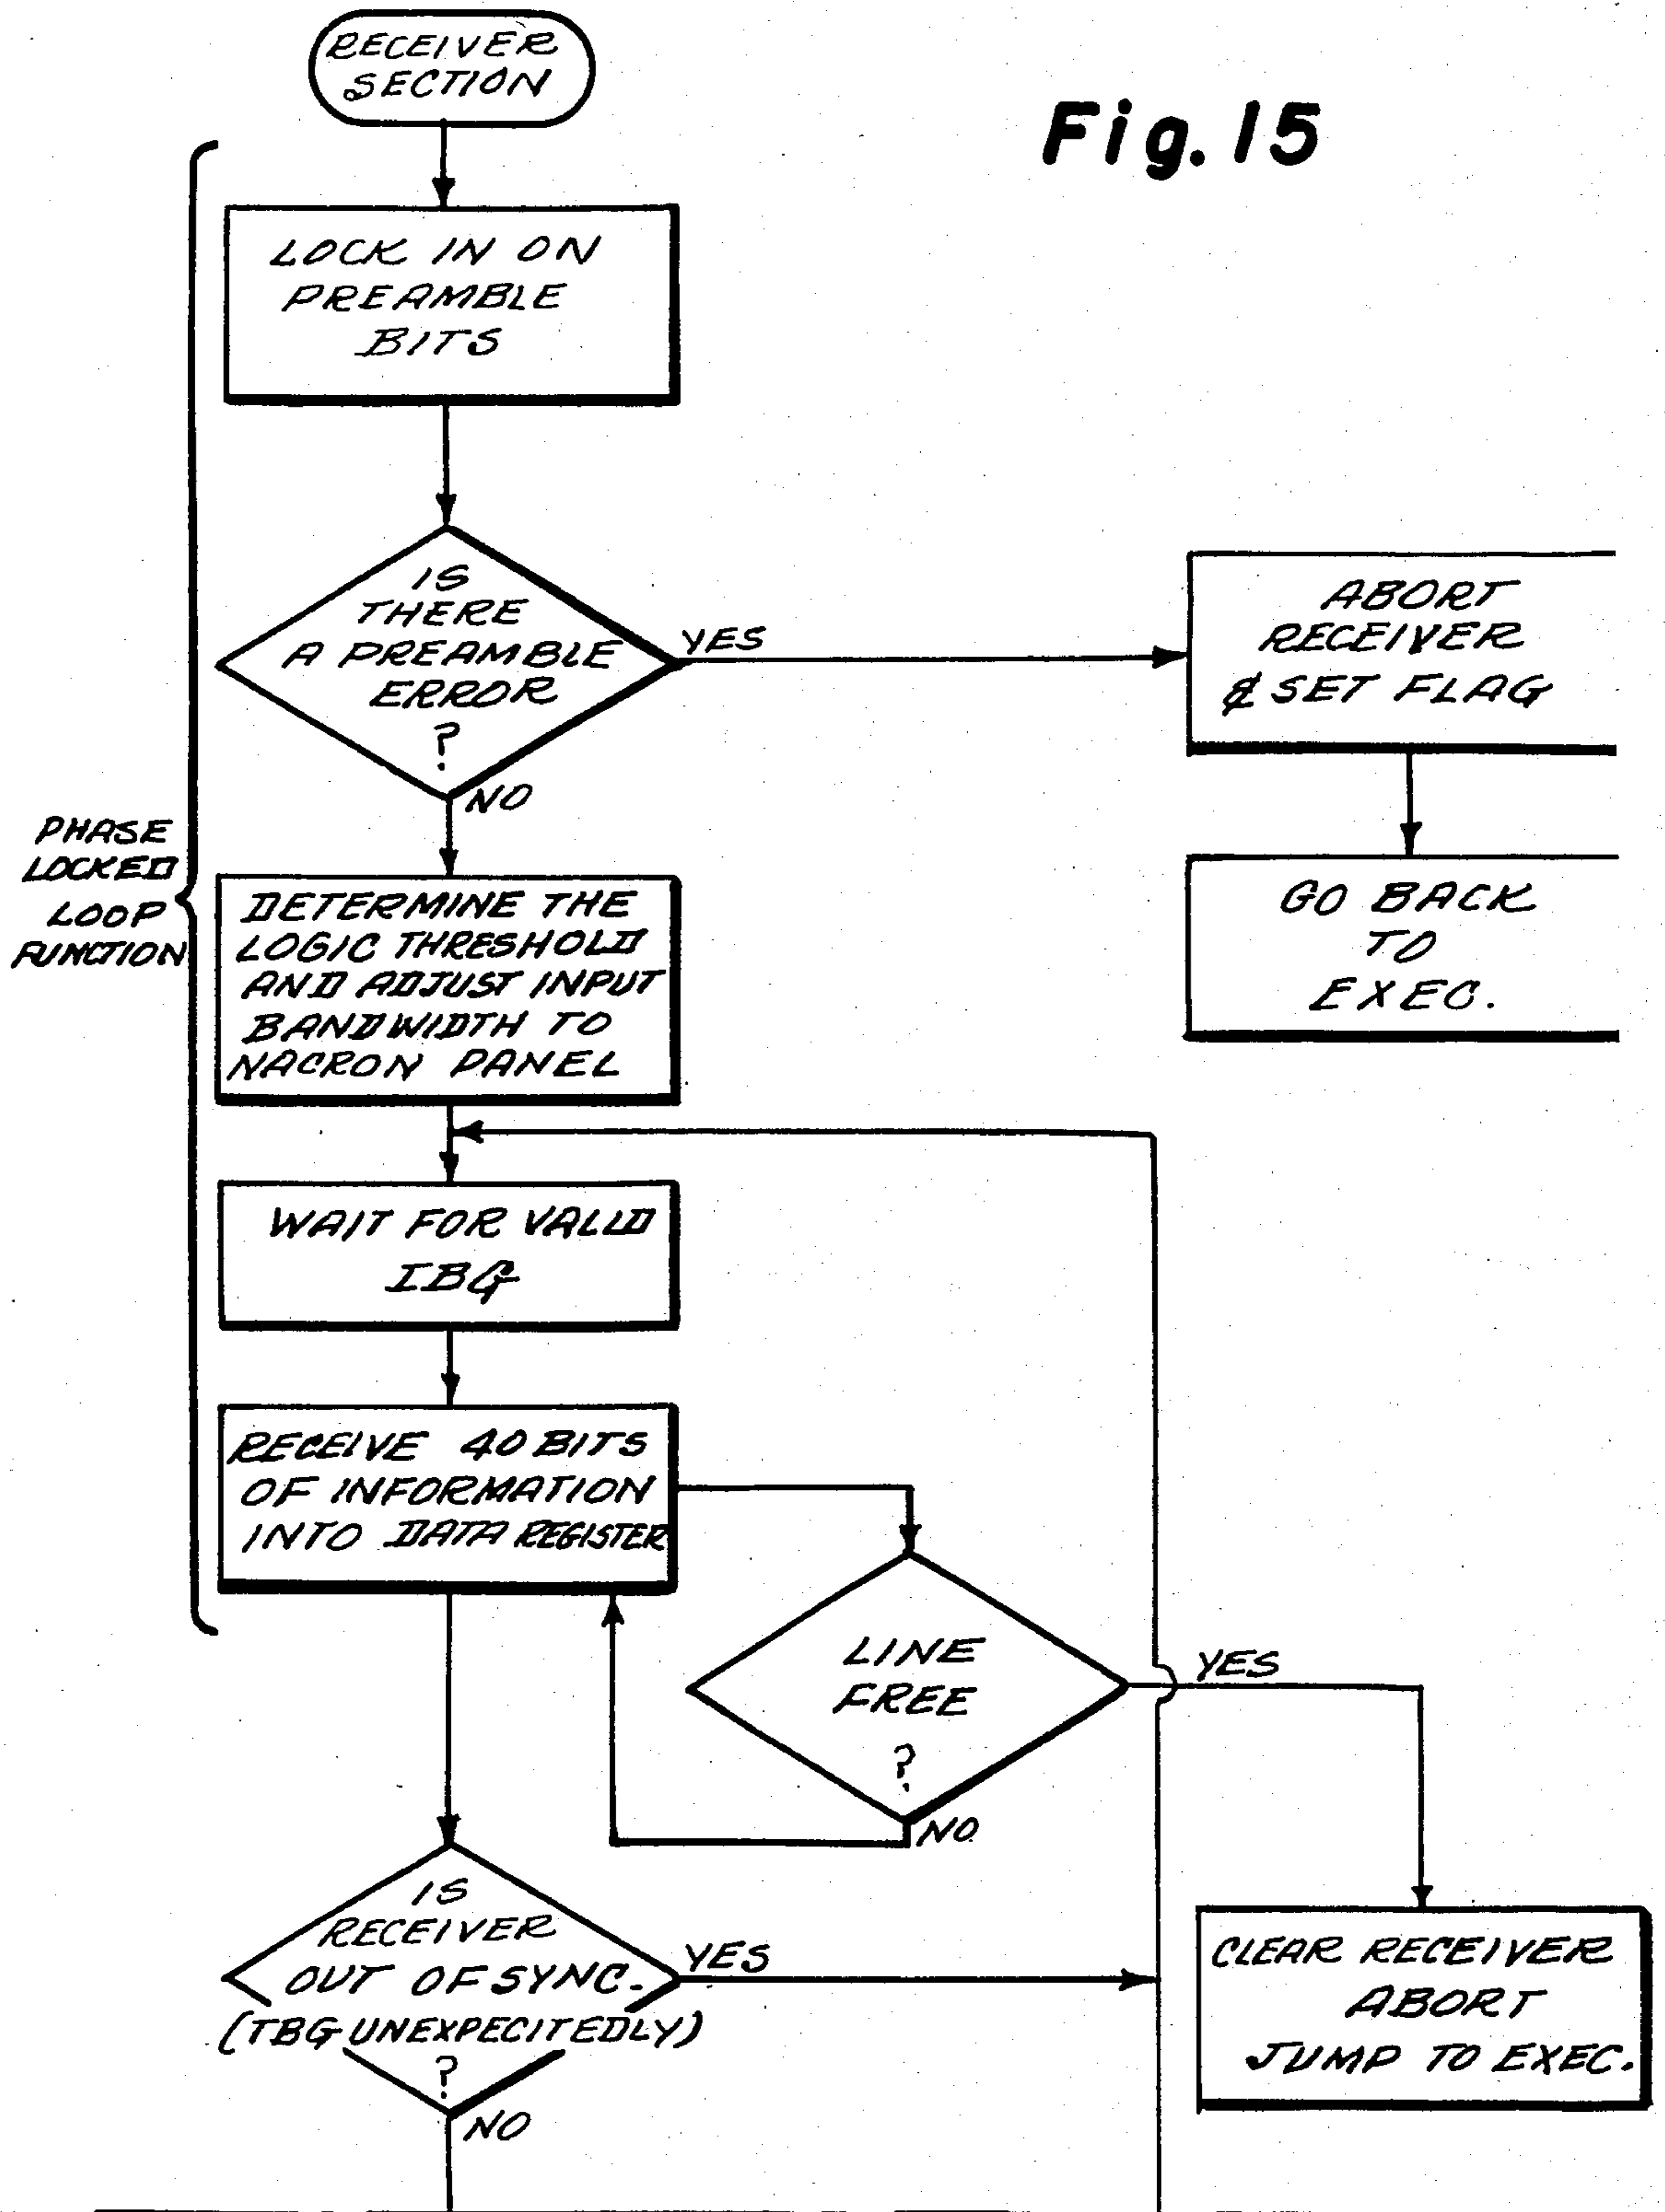 RECEIVER
SECTION
Fig. 15
LOCK IN ON
PREAMBLE
BITS
IS
THERE
A PREAMBLE
ERROR
?
YES
NO
ABORT
RECEIVER
& SET FLAG
GO BACK
TO
EXEC.
PHASE
LOCKED
LOOP
FUNCTION
DETERMINE THE
LOGIC THRESHOLD
AND ADJUST INPUT
BANDWIDTH TO
NACRON PANEL
WAIT FOR VALID
IBG
RECEIVE 40 BITS
OF INFORMATION
INTO DATA REGISTER
LINE
FREE
?
YES
NO
IS
RECEIVER
OUT OF SYNC.
(TBG UNEXPECITEDLY)
?
YES
NO
CLEAR RECEIVER
ABORT
JUMP TO EXEC.